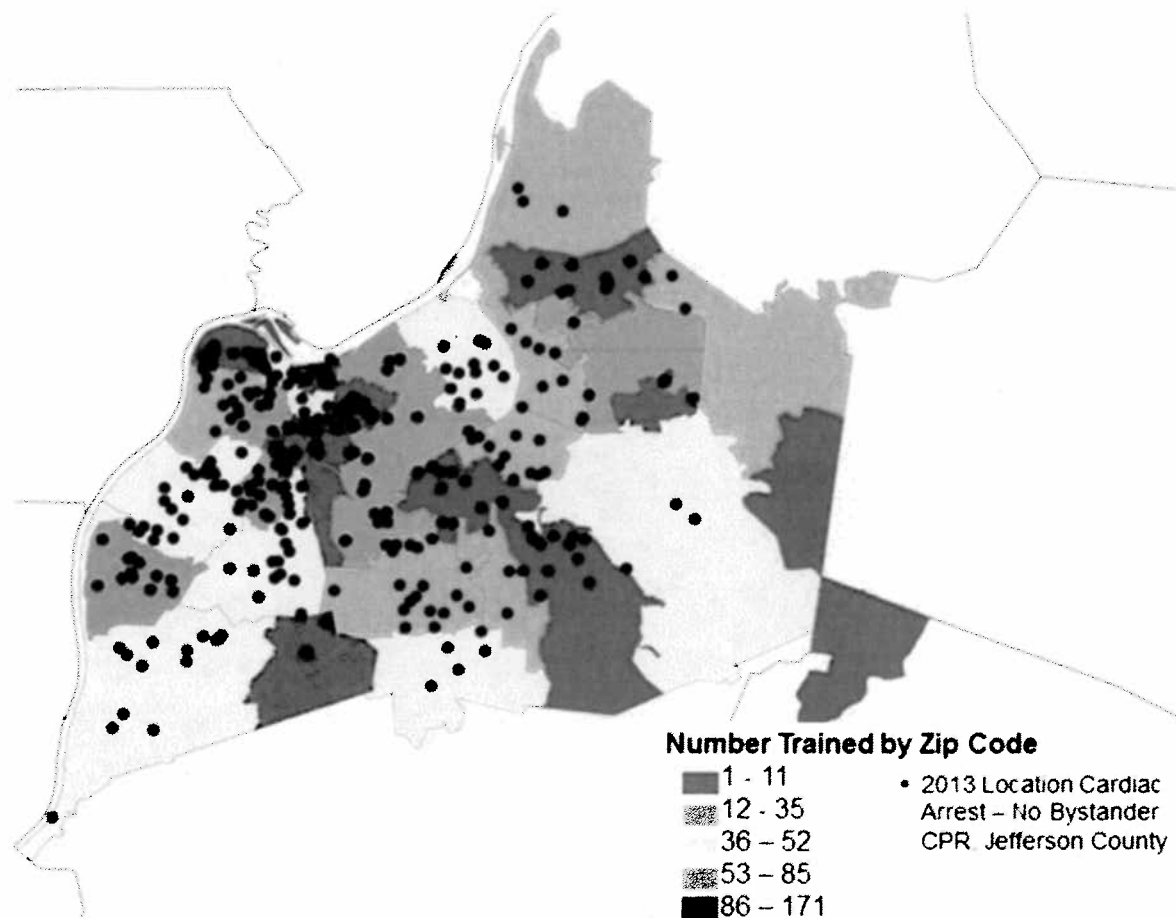 Number Trained by Zip Code
1 - 11
12 - 35
36 – 52
53 – 85
86 – 171
2013 Location Cardiac
Arrest – No Bystander
CPR. Jefferson County